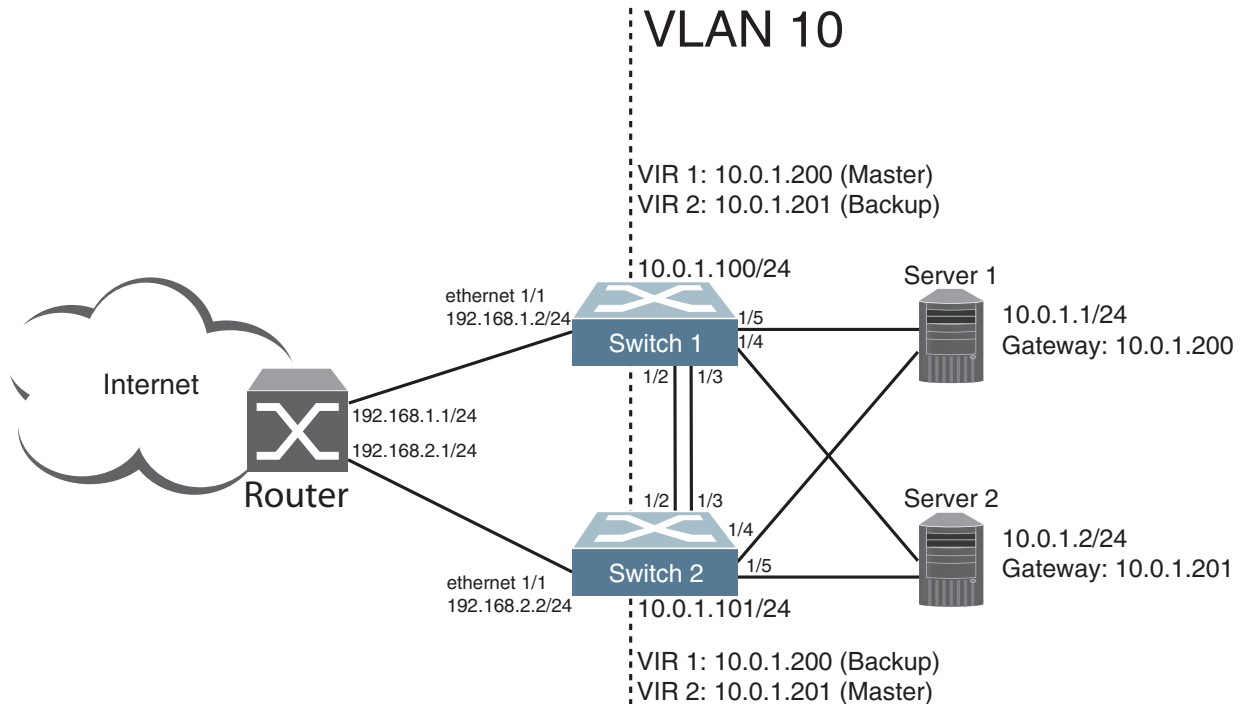 VLAN 10
VIR 1: 10.0.1.200 (Master)
VIR 2: 10.0.1.201 (Backup)
10.0.1.100/24
Server 1
ethernet 1/1
192.168.1.2/24
1/5
10.0.1.1/24
Switch 1
1/4
Gateway: 10.0.1.200
Internet
1/2
1/3
192.168.1.1/24
192.168.2.1/24
Router
1/2
1/3
Server 2
1/4
10.0.1.2/24
Switch 2
1/5
Gateway: 10.0.1.201
ethernet 1/1
192.168.2.2/24
10.0.1.101/24
VIR 1: 10.0.1.200 (Backup)
VIR 2: 10.0.1.201 (Master)